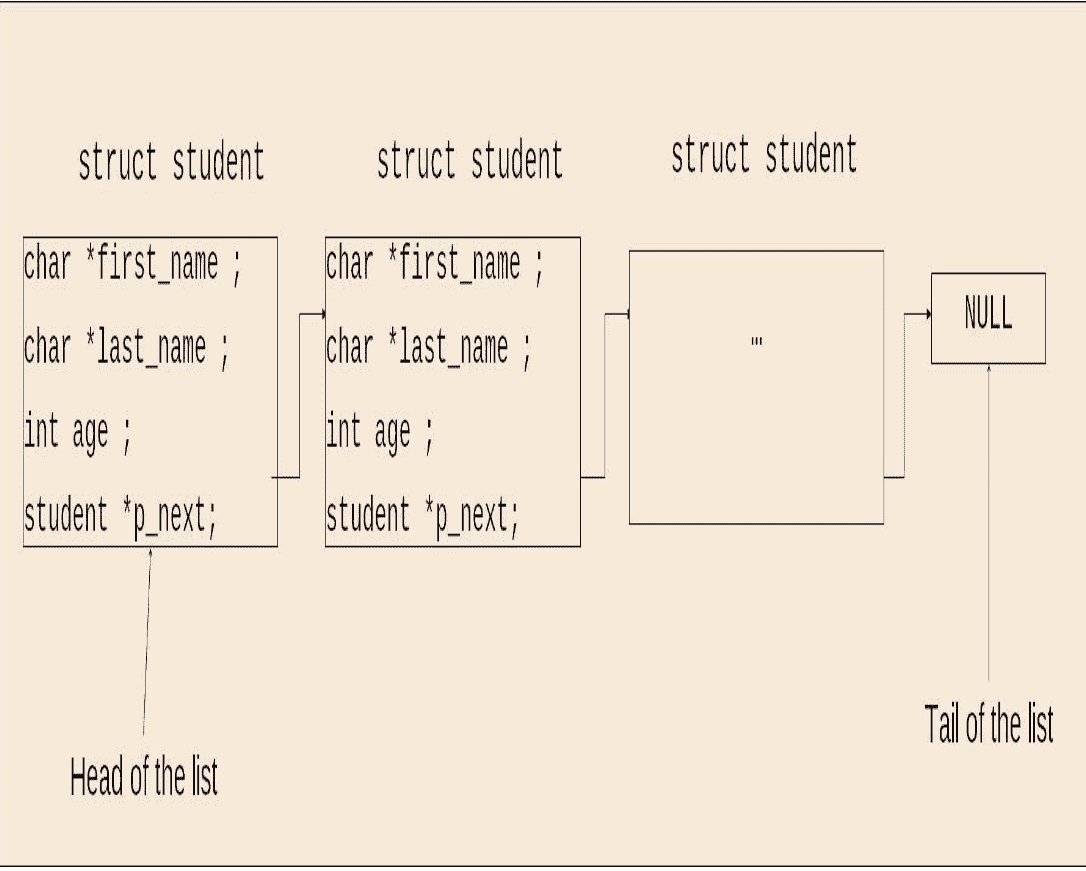 struct student
struct student
struct student
char *first_name ;
char *last_name ;
int age ;
student *p_next;
char *first_name ;
char *last_name ;
int age ;
student *p_next;
...
NULL
Head of the list
Tail of the list